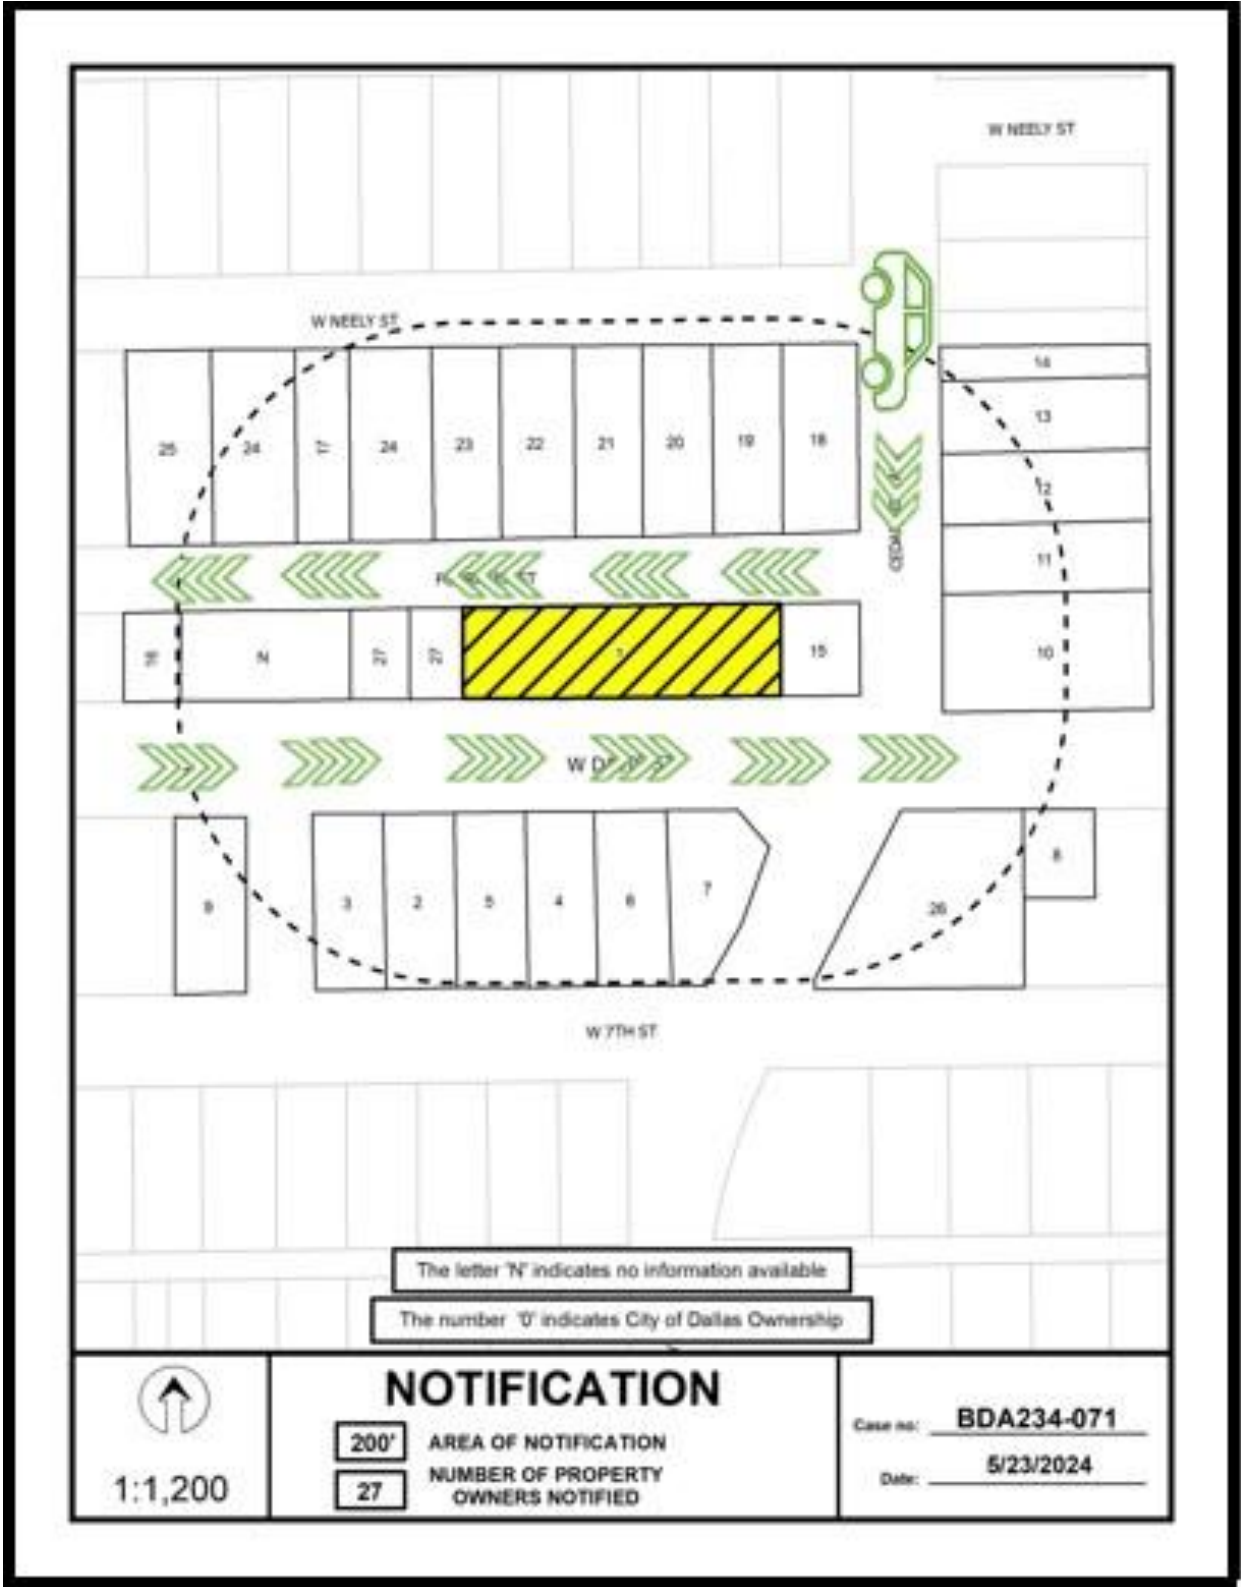 W NEELY ST
W NEELY ST
14
13
25
24
17
24
23
22
21
20
19
18
12
11
16
N
27
27
1
15
10
9
3
2
5
4
6
7
26
8
W 7TH ST
The letter 'N' indicates no information available
The number '0' indicates City of Dallas Ownership
1:1,200
NOTIFICATION
200' AREA OF NOTIFICATION
27 NUMBER OF PROPERTY
OWNERS NOTIFIED
Case no: BDA234-071
Date: 5/23/2024